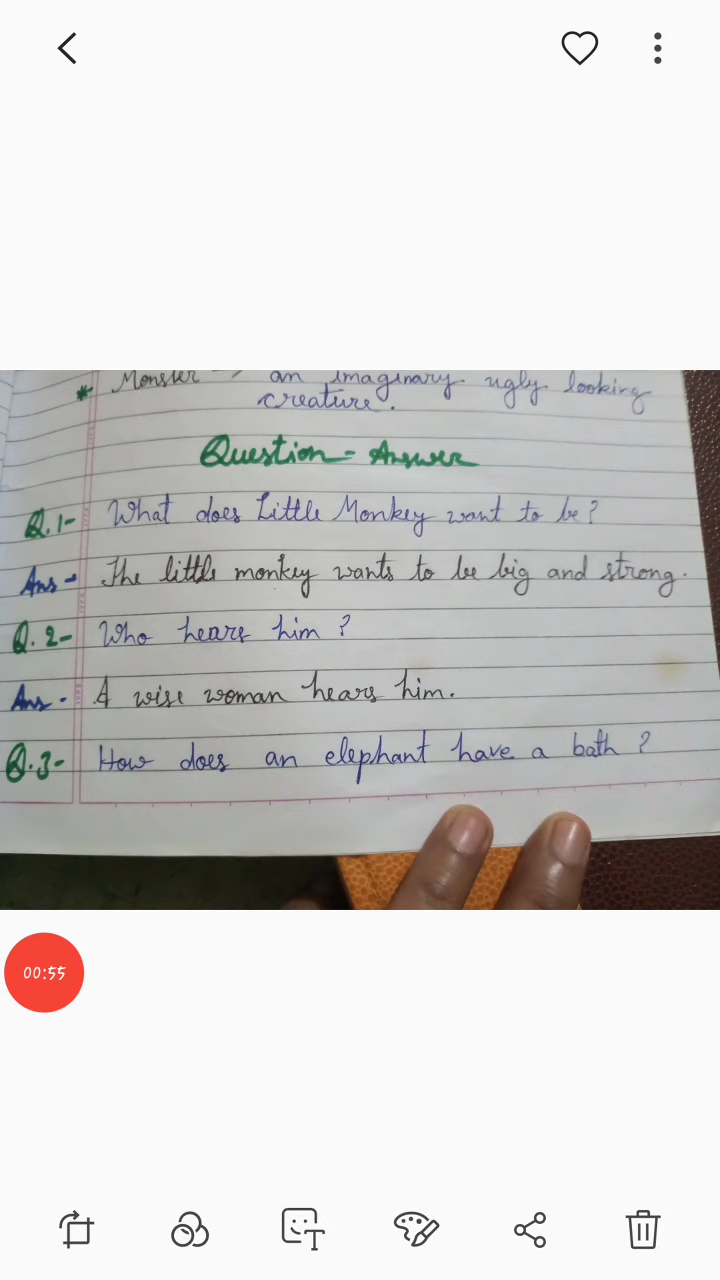 * Monster - an imaginary ugly looking
creature.
Question - Answer
Q.1- What does Little Monkey want to be?
Ans- The little monkey wants to be big and strong.
Q.2- Who hears him ?
Ans. A wise woman hears him.
Q.3- How does an elephant have a bath ?
00:55
T